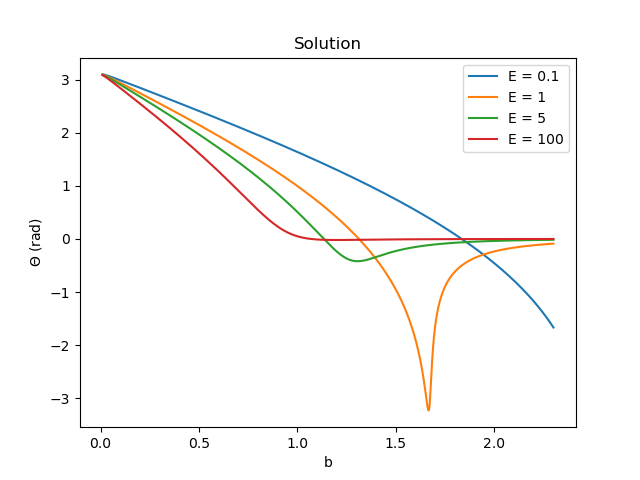 Solution
E = 0.1
E = 1
E = 5
E = 100
Θ (rad)
3
2
1
0
−1
−2
−3
0.0 0.5 1.0 1.5 2.0
b